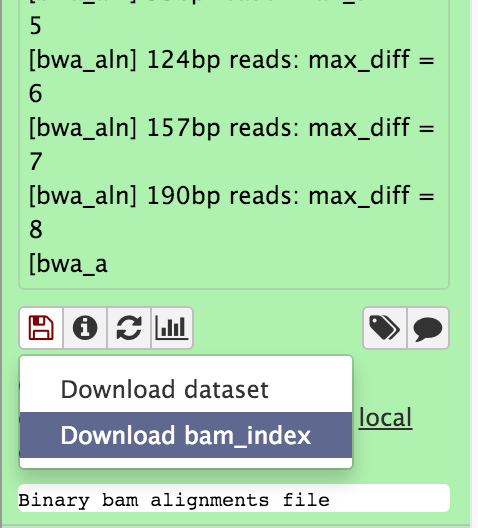 5
[bwa_aln] 124bp reads: max_diff =
6
[bwa_aln] 157bp reads: max_diff =
7
[bwa_aln] 190bp reads: max_diff =
8
[bwa_a
Download dataset
local
Download bam_index
Binary bam alignments file